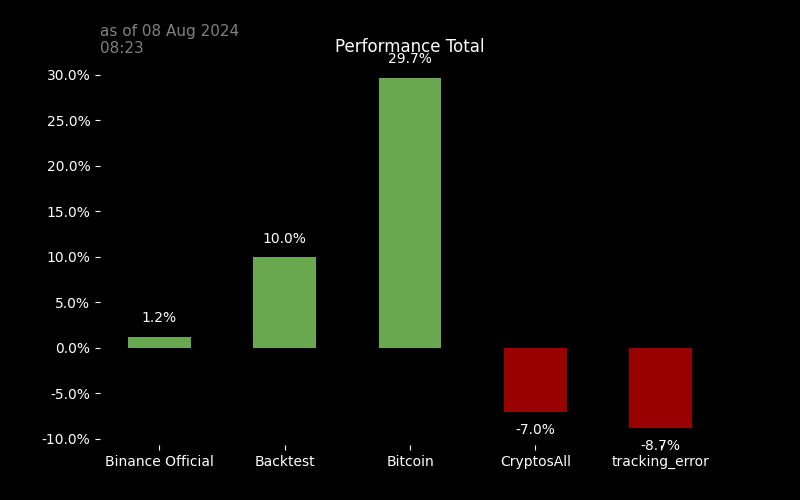 as of 08 Aug 2024
08:23
Performance Total
29.7%
30.0%
25.0%
20.0%
15.0%
10.0%
5.0%
0.0%
-5.0%
-10.0%
1.2%
10.0%
-7.0%
-8.7%
Binance Official
Backtest
Bitcoin
CryptosAll
tracking_error